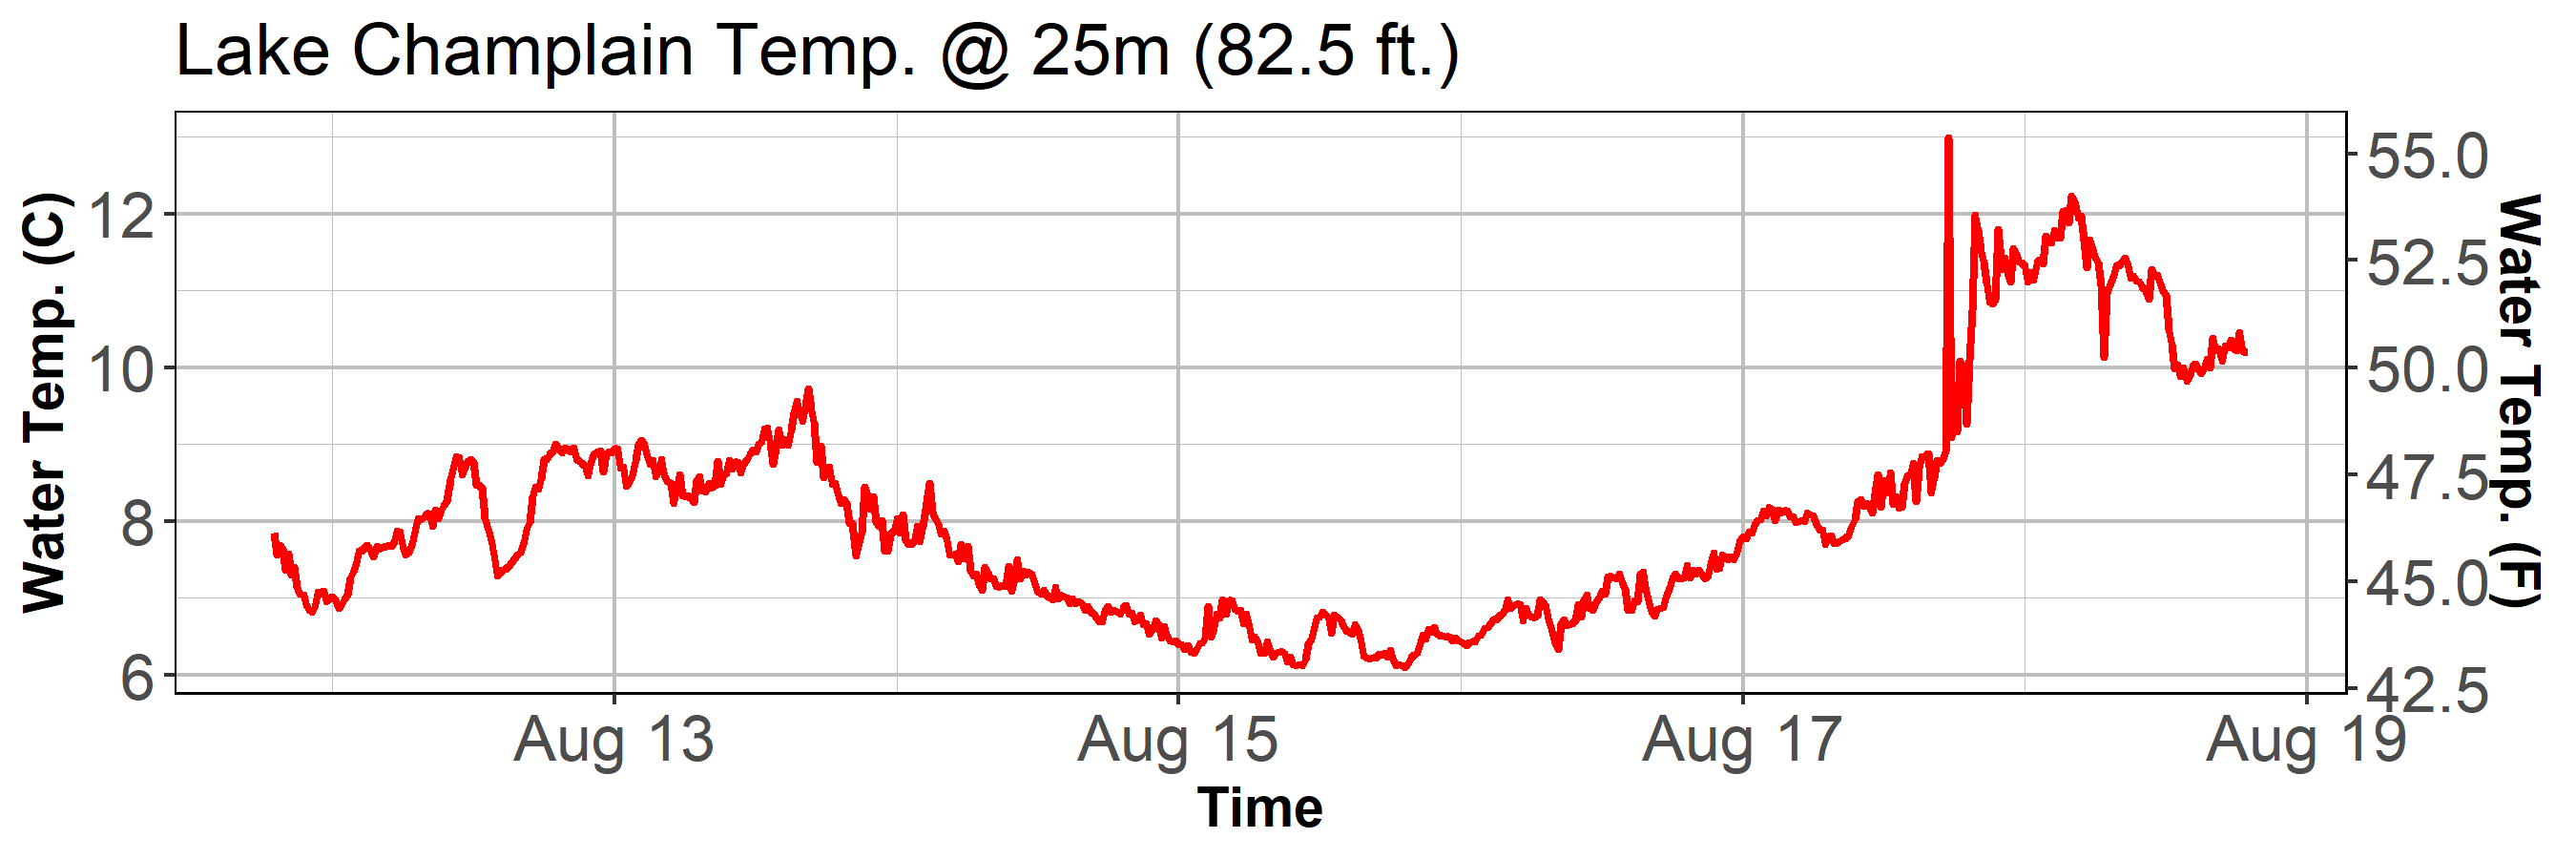 Lake Champlain Temp. @ 25m (82.5 ft.)
Water Temp. (C)
12
10
8
6
55.0
52.5
50.0
47.5
45.0
42.5
Water Temp. (F)
Aug 13 Aug 15 Aug 17 Aug 19
Time